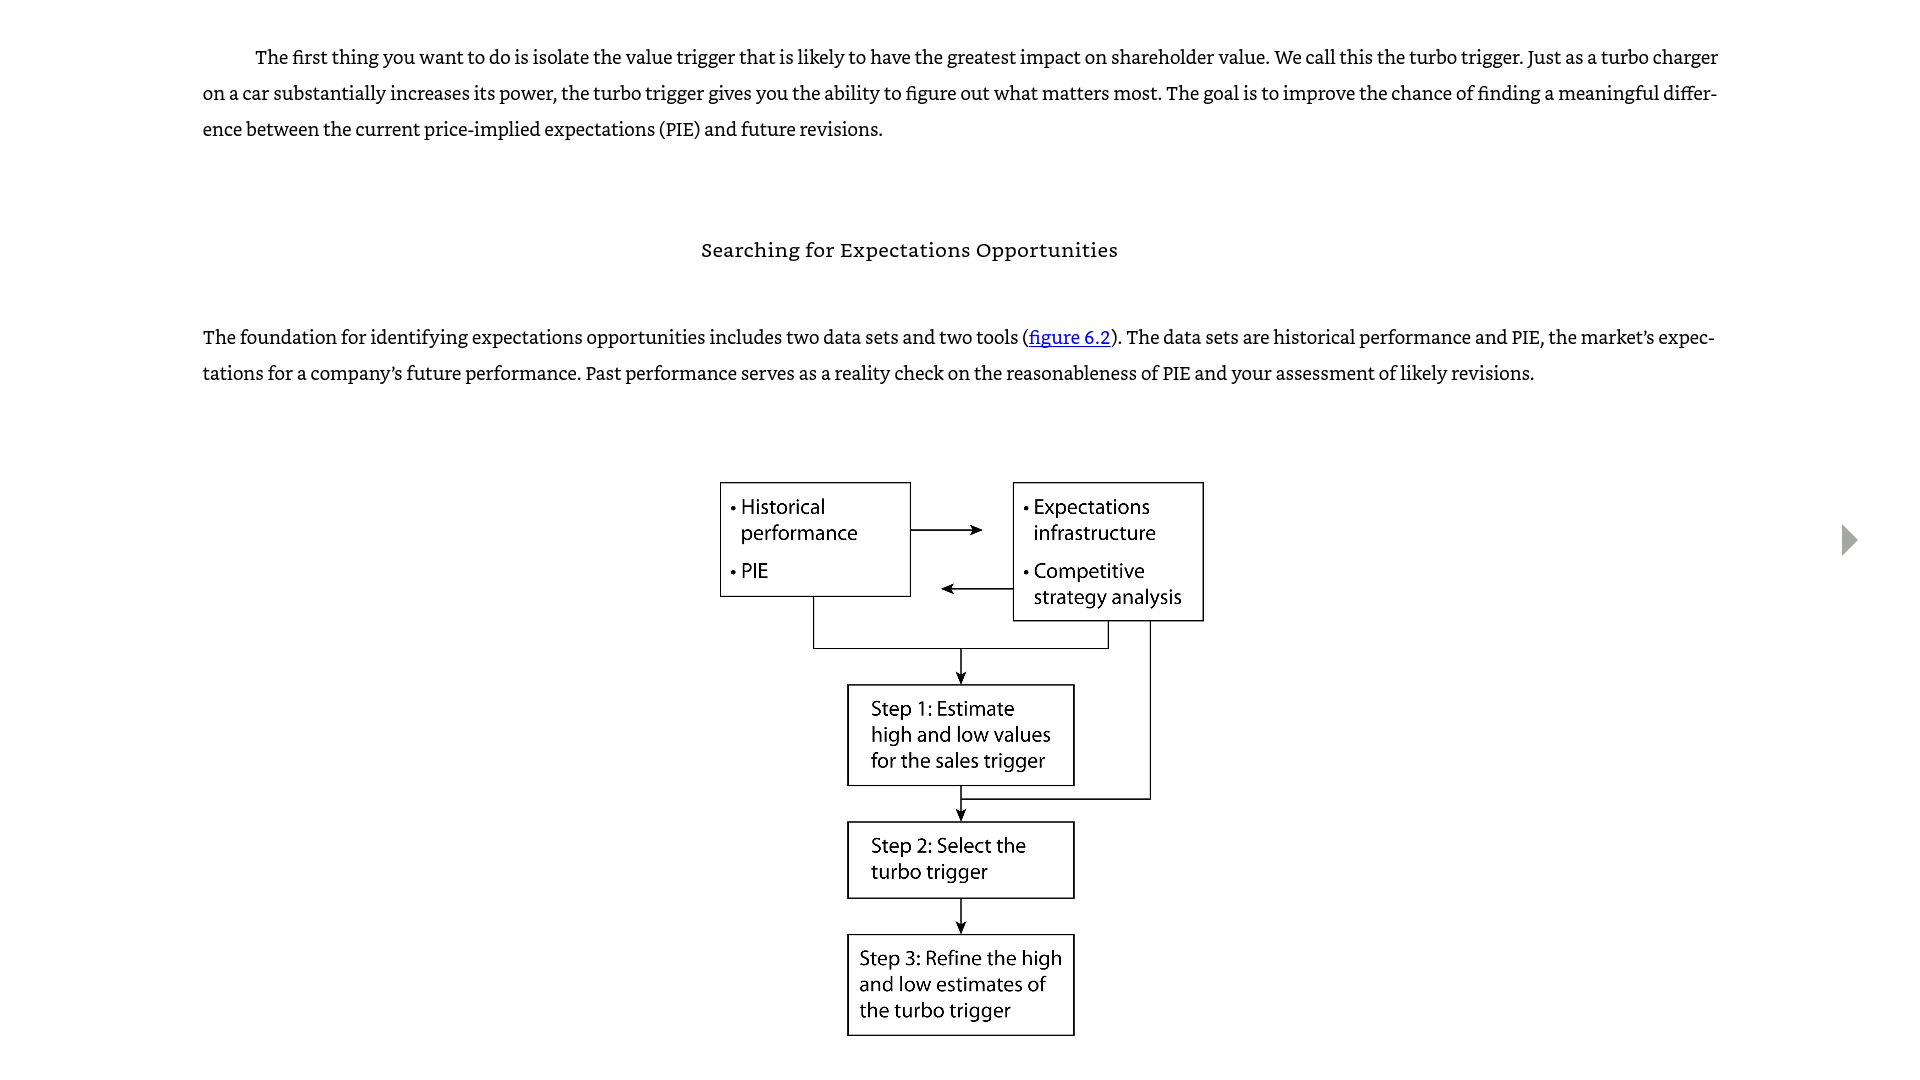 The first thing you want to do is isolate the value trigger that is likely to have the greatest impact on shareholder value. We call this the turbo trigger. Just as a turbo charger
on a car substantially increases its power, the turbo trigger gives you the ability to figure out what matters most. The goal is to improve the chance of finding a meaningful differ-
ence between the current price-implied expectations (PIE) and future revisions.
Searching for Expectations Opportunities
The foundation for identifying expectations opportunities includes two data sets and two tools (figure 6.2). The data sets are historical performance and PIE, the market’s expec-
tations for a company’s future performance. Past performance serves as a reality check on the reasonableness of PIE and your assessment of likely revisions.
• Historical
performance
• PIE
• Expectations
infrastructure
• Competitive
strategy analysis
Step 1: Estimate
high and low values
for the sales trigger
Step 2: Select the
turbo trigger
Step 3: Refine the high
and low estimates of
the turbo trigger